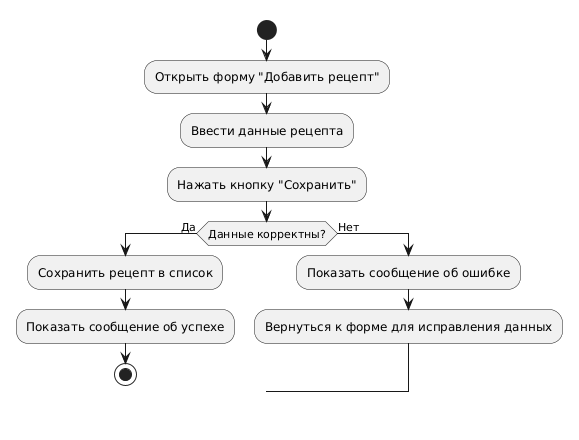 Открыть форму "Добавить рецепт"
Ввести данные рецепта
Нажать кнопку "Сохранить"
Да
Данные корректны?
Нет
Сохранить рецепт в список
Показать сообщение об ошибке
Показать сообщение об успехе
Вернуться к форме для исправления данных